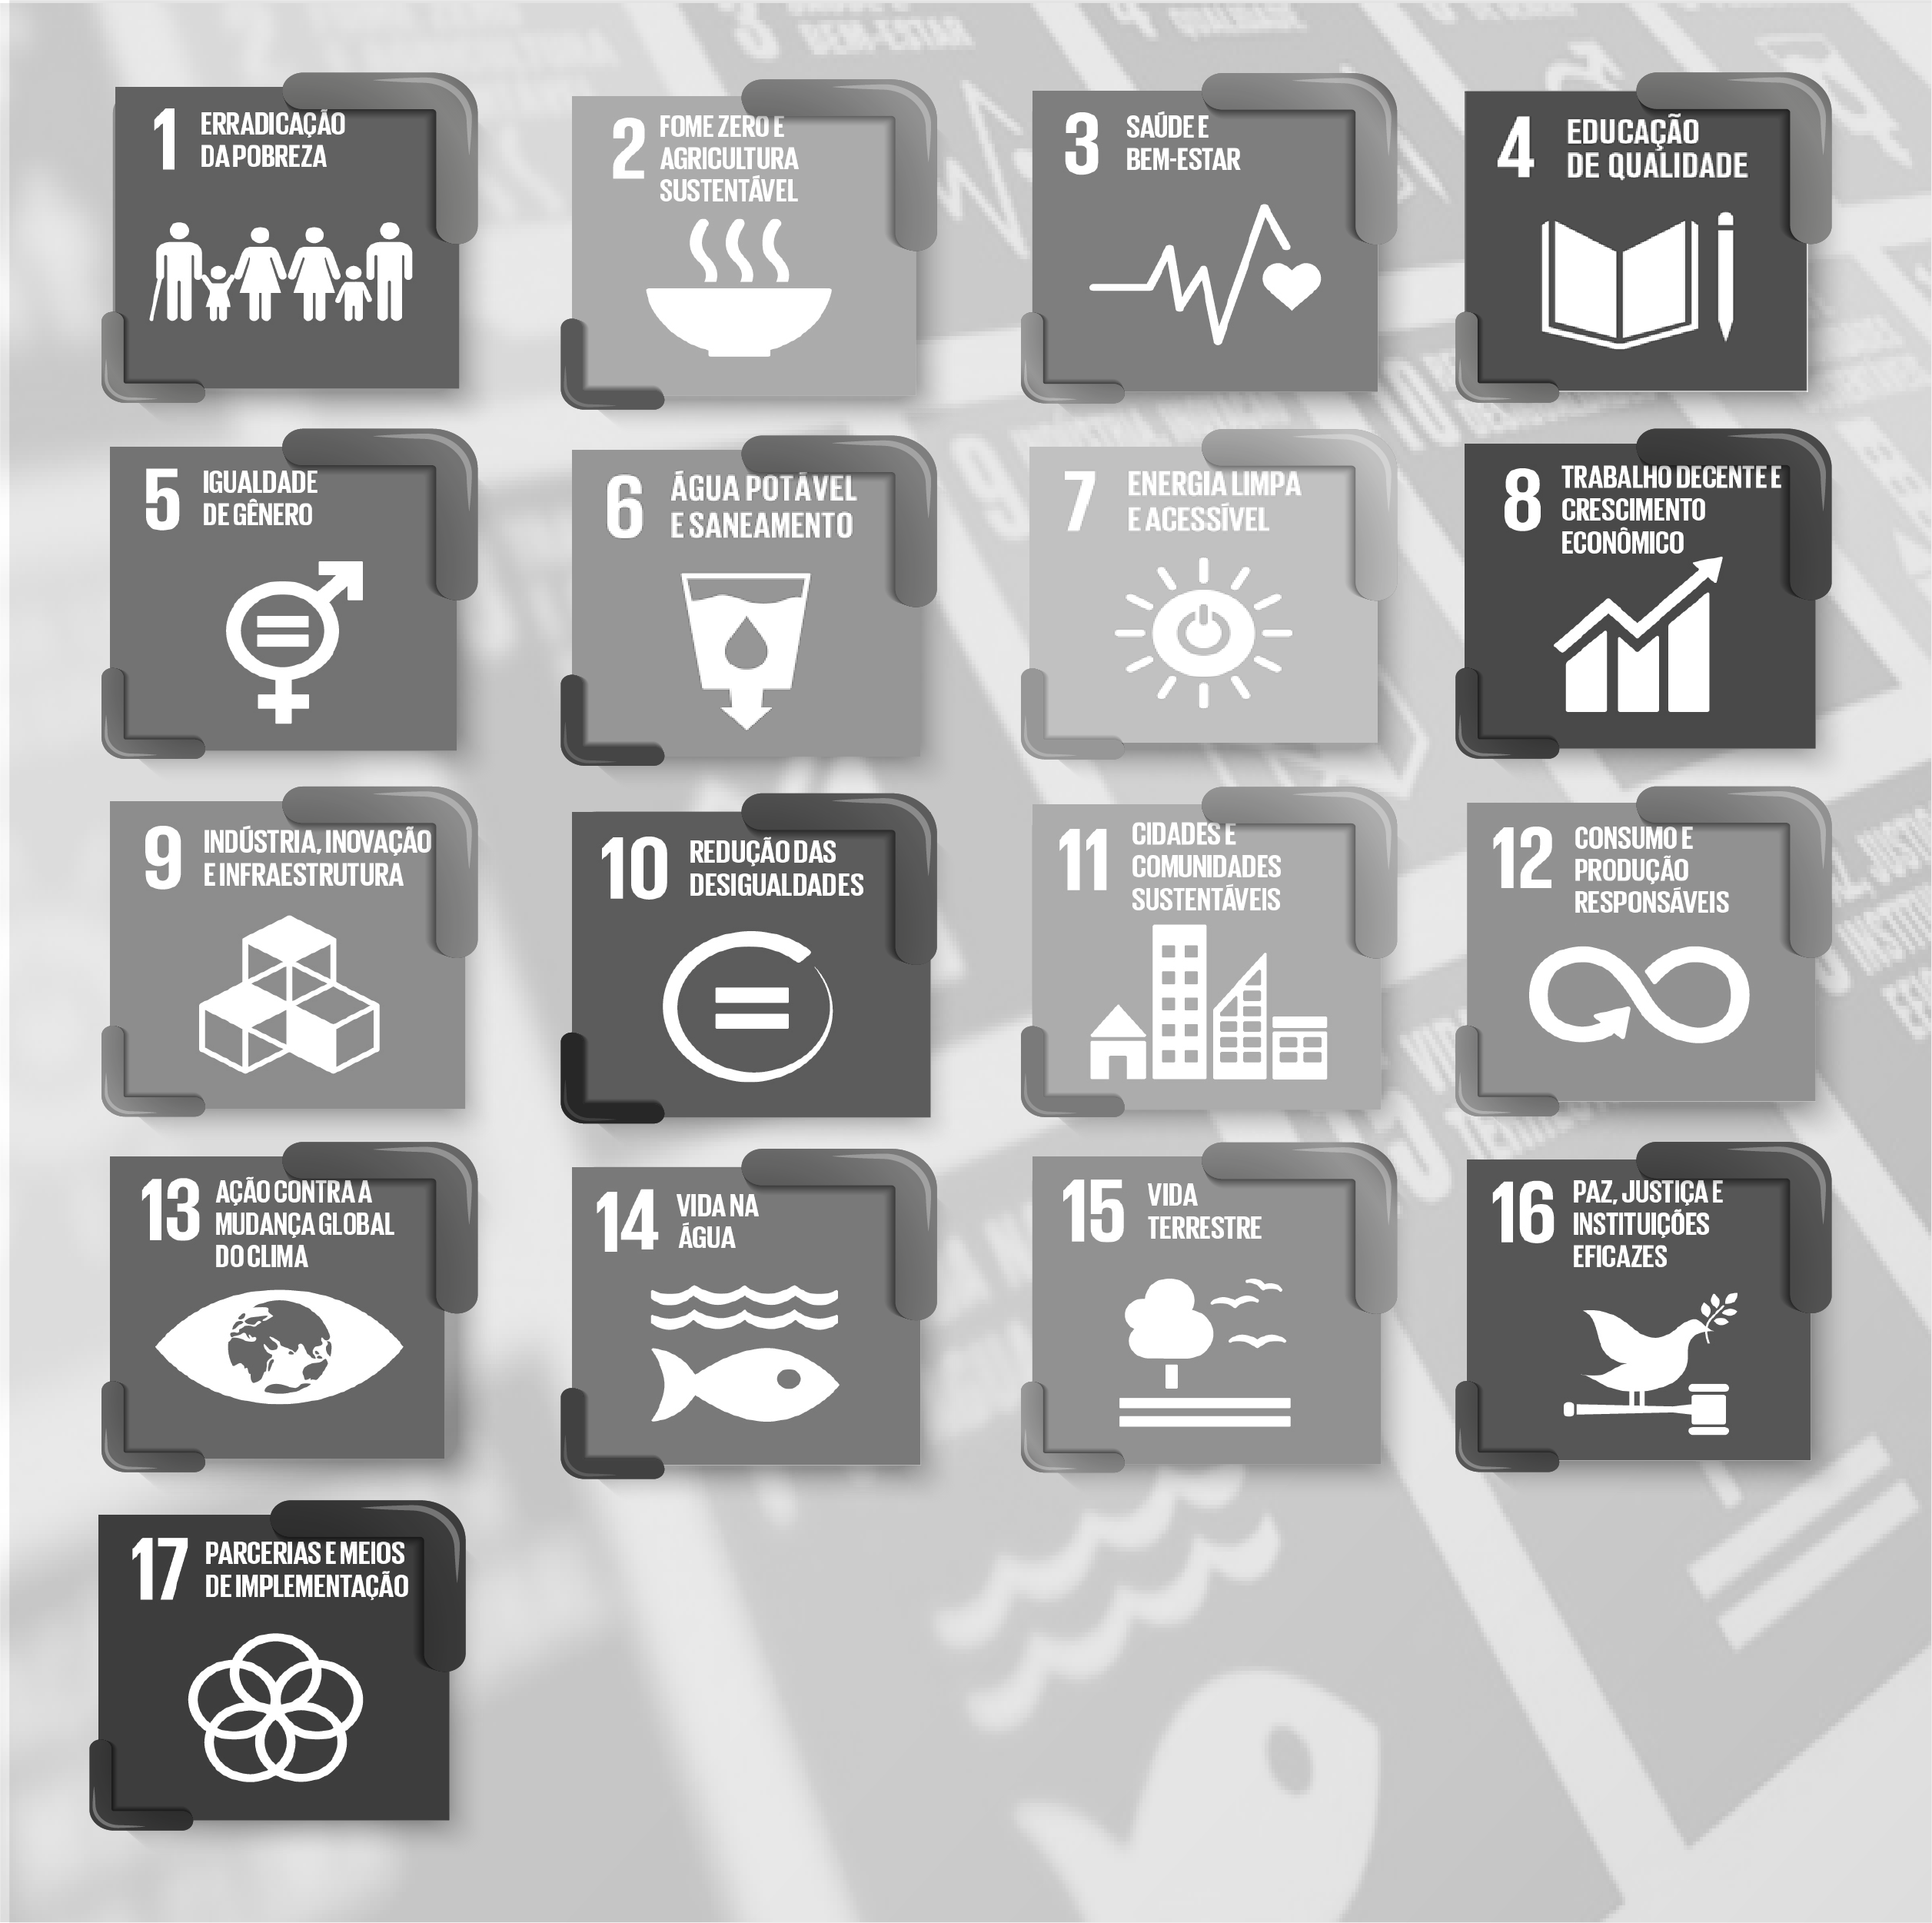 1 ERRADICAÇÃO
DA POBREZA
2 FOME ZERO E
AGRICULTURA
SUSTENTÁVEL
3 SAÚDE E
BEM-ESTAR
4 EDUCAÇÃO
DE QUALIDADE
5 IGUALDADE
DE GÊNERO
6 ÁGUA POTÁVEL
E SANEAMENTO
7 ENERGIA LIMPA
E ACESSÍVEL
8 TRABALHO DECENTE E
CRESCIMENTO
ECONÔMICO
9 INDÚSTRIA, INOVAÇÃO
E INFRAESTRUTURA
10 REDUÇÃO DAS
DESIGUALDADES
11 CIDADES E
COMUNIDADES
SUSTENTÁVEIS
12 CONSUMO E
PRODUÇÃO
RESPONSÁVEIS
13 AÇÃO CONTRA A
MUDANÇA GLOBAL
DO CLIMA
14 VIDA NA
ÁGUA
15 VIDA
TERRESTRE
16 PAZ, JUSTIÇA E
INSTITUIÇÕES
EFICAZES
17 PARCERIAS E MEIOS
DE IMPLEMENTAÇÃO